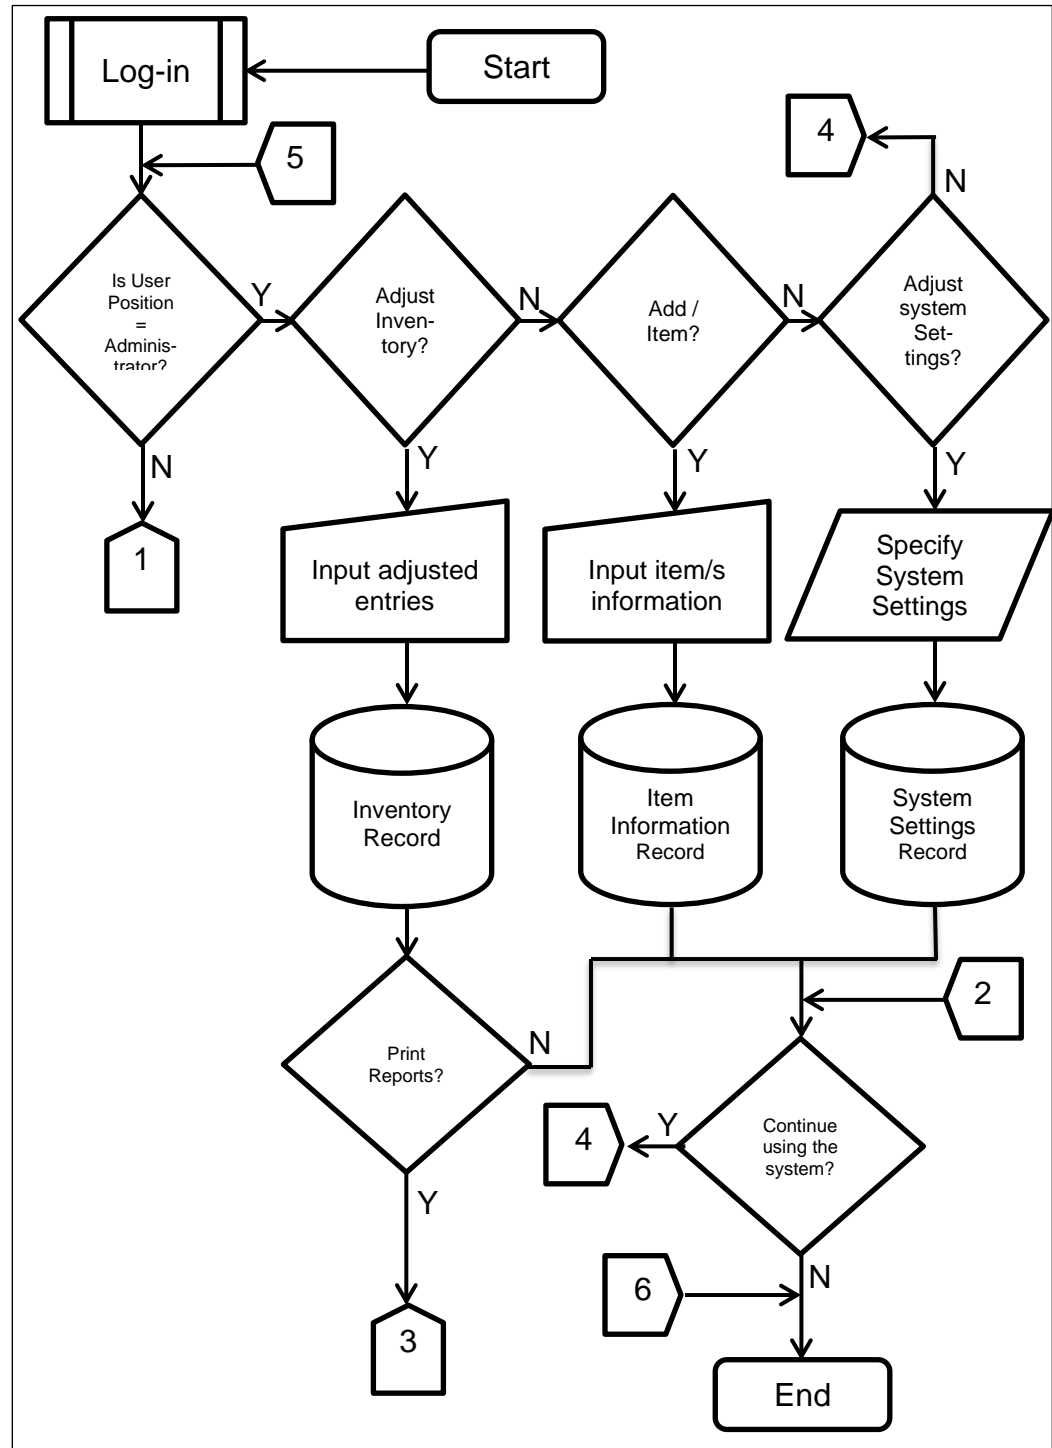 Log-in
Start
4
5
N
Is User
Position
=
Adminis-
trator?
Y
Adjust
Inven-
tory?
N
Add /
Item?
N
Adjust
system
Set-
tings?
N
Y
Y
Y
1
Input adjusted
entries
Input item/s
information
Specify
System
Settings
Inventory
Record
Item
Information
Record
System
Settings
Record
2
Print
Reports?
N
4
Y
Continue
using the
system?
Y
6
N
3
End